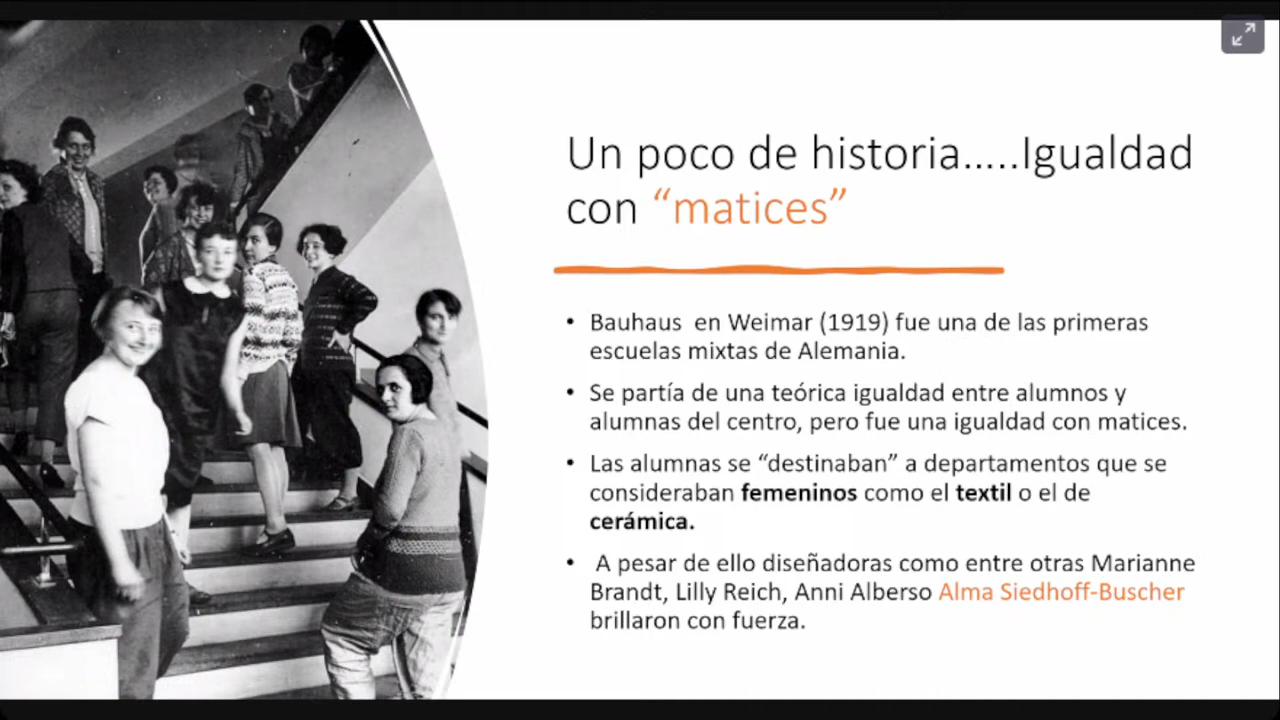 Un poco de historia.....Igualdad
con “matices”
• Bauhaus en Weimar (1919) fue una de las primeras
escuelas mixtas de Alemania.
• Se partía de una teórica igualdad entre alumnos y
alumnas del centro, pero fue una igualdad con matices.
• Las alumnas se “destinaban” a departamentos que se
consideraban femeninos como el textil o el de
cerámica.
• A pesar de ello diseñadoras como entre otras Marianne
Brandt, Lilly Reich, Anni Alberso Alma Siedhoff-Buscher
brillaron con fuerza.